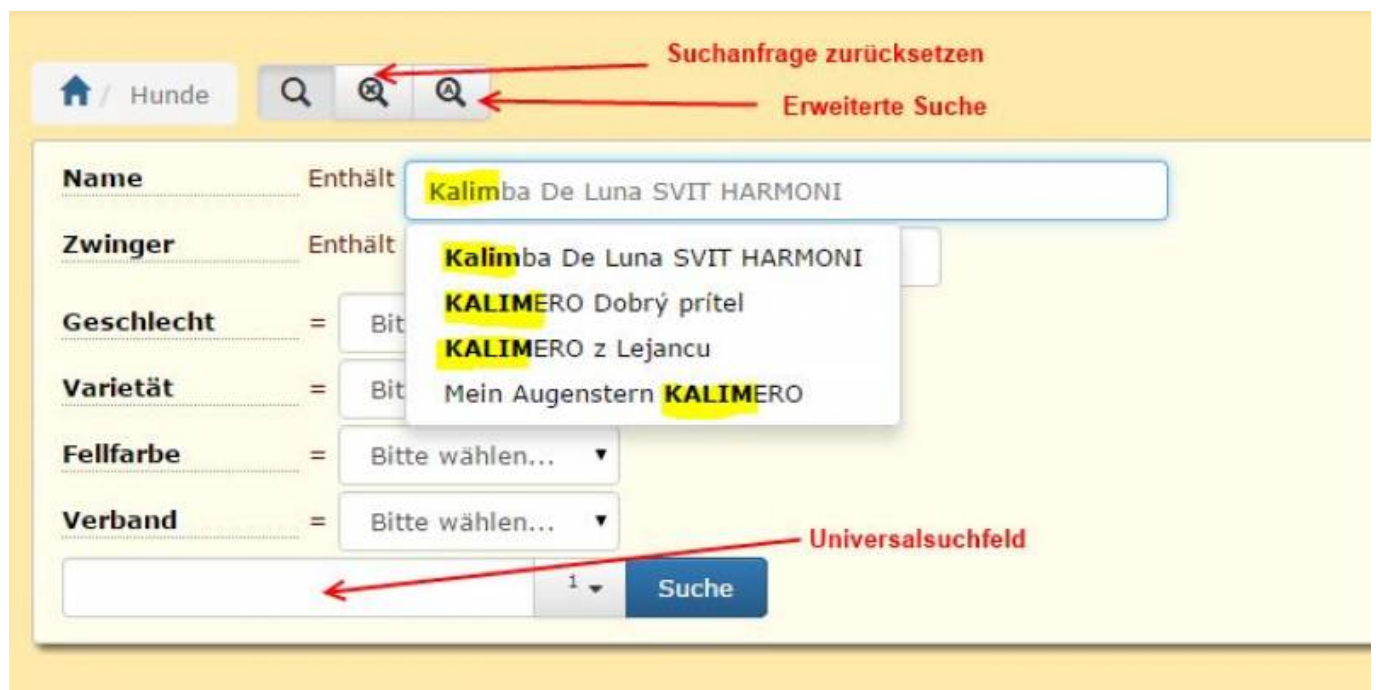 Suchanfrage zurücksetzen
/ Hunde
Erweiterte Suche
Name Enthält Kalimba De Luna SVIT HARMONI
Zwinger Enthält
Kalimba De Luna SVIT HARMONI
KALIMERO Dobrý prítel
KALIMERO z Lejancu
Mein Augenstern KALIMERO
Geschlecht = Bit
Varietät = Bit
Fellfarbe = Bitte wählen...
Verband = Bitte wählen...
Universalsuchfeld
1 Suche